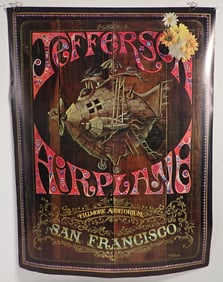 JEFFERSON
AIRPLANE
FILLMORE AUDITORIUM
SAN FRANCISCO